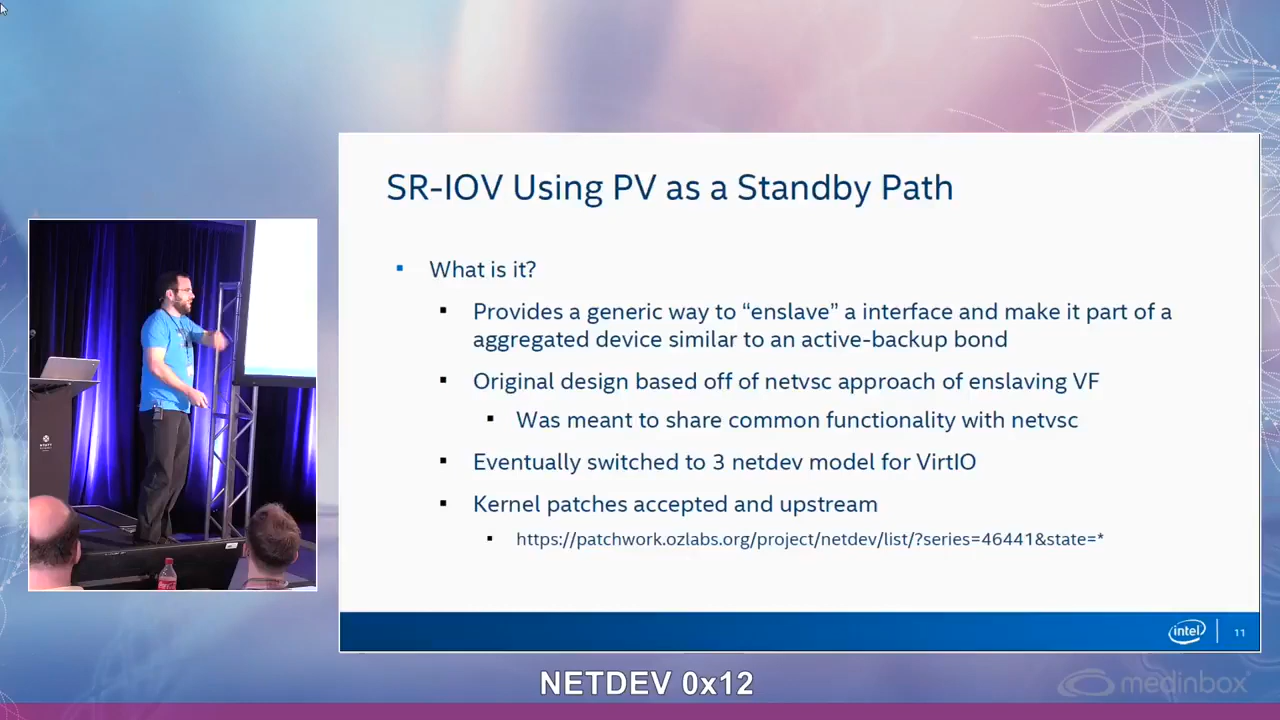 SR-IOV Using PV as a Standby Path
What is it?
Provides a generic way to “enslave” a interface and make it part of a
aggregated device similar to an active-backup bond
Original design based off of netvsc approach of enslaving VF
Was meant to share common functionality with netvsc
Eventually switched to 3 netdev model for VirtIO
Kernel patches accepted and upstream
https://patchwork.ozlabs.org/project/netdev/list/?series=46441&state=*
intel
11
NETDEV 0x12
medinbox